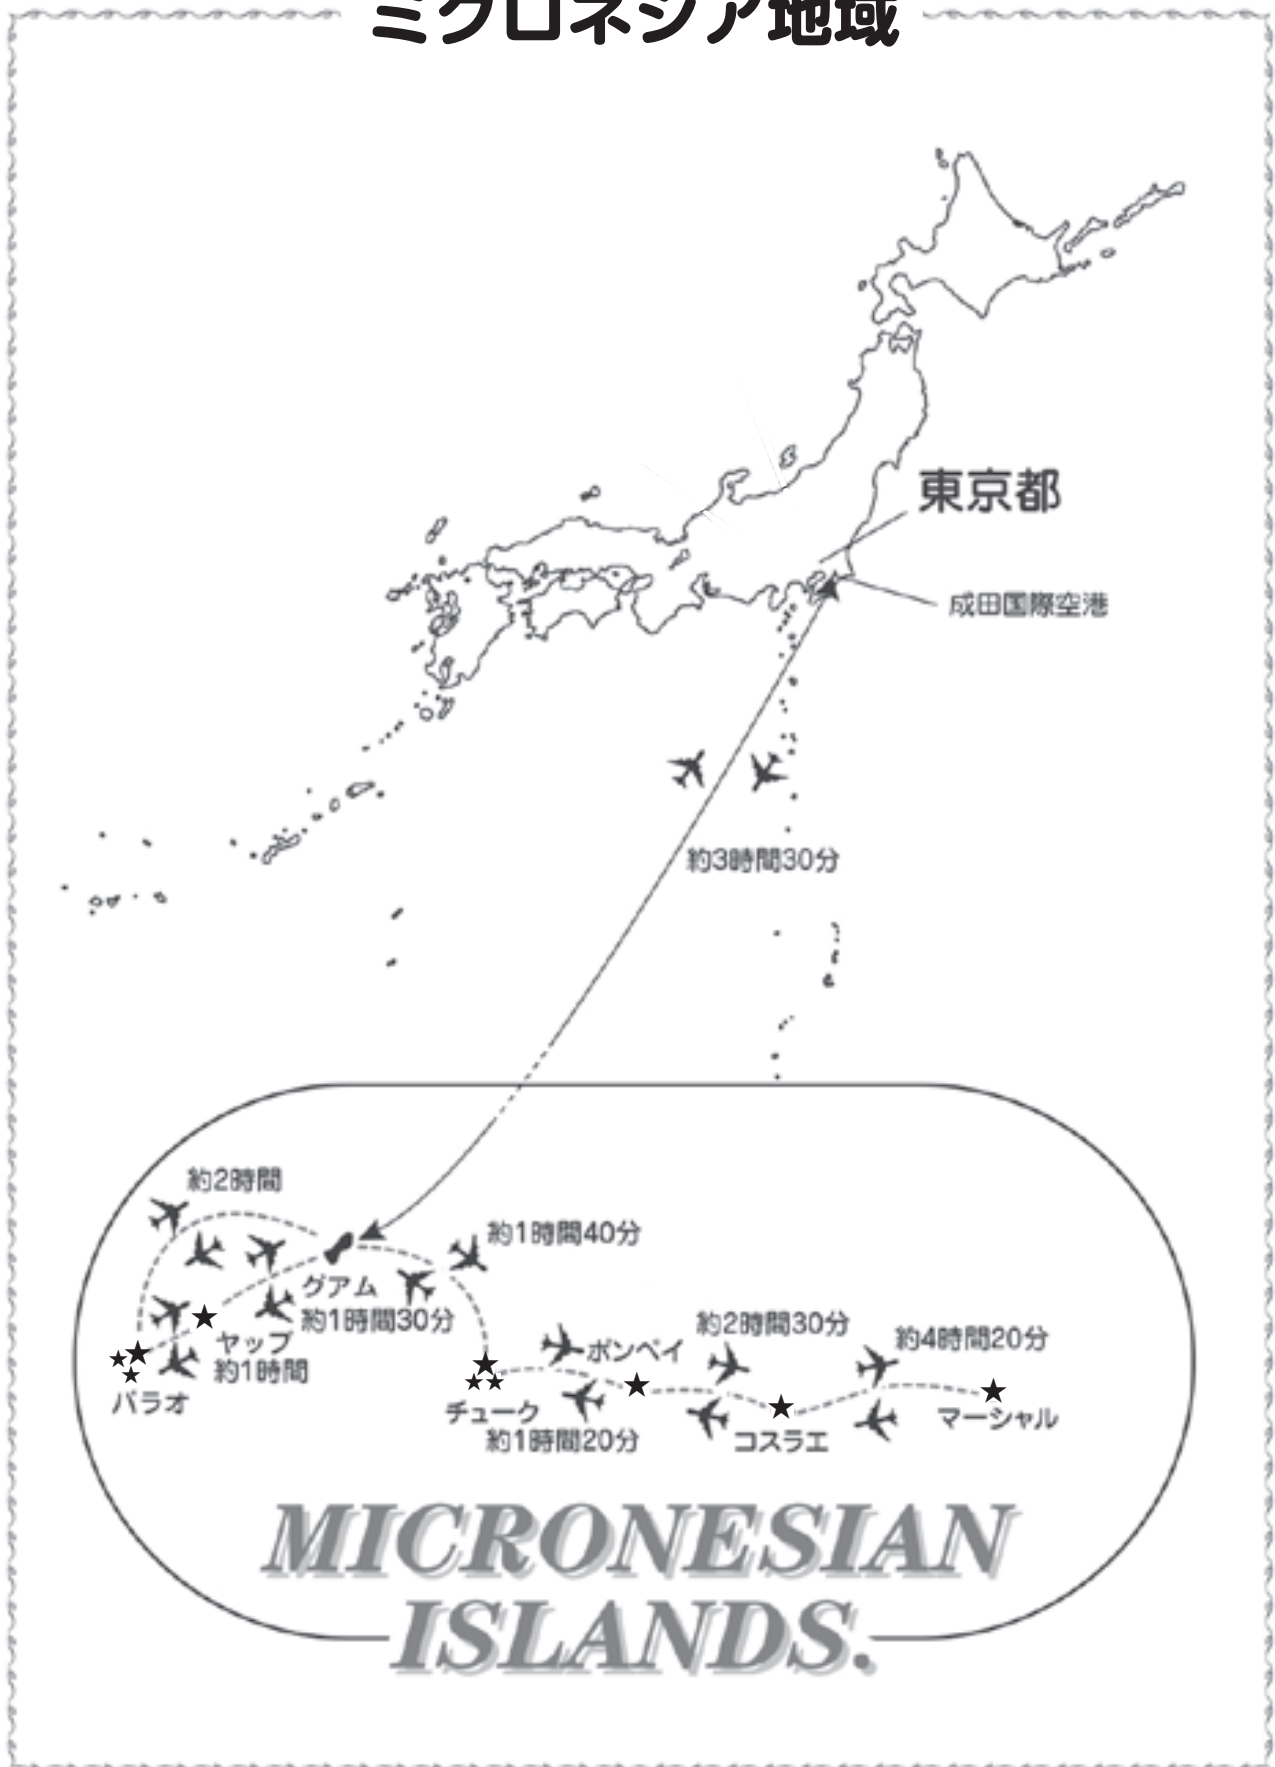 ミクロネシア地域
東京都
成田国際空港
約3時間30分
約2時間
約1時間40分
グアム
約1時間30分
ヤップ
約1時間
パラオ
チューク
約1時間20分
ポンペイ
約2時間30分
コスラエ
約4時間20分
マーシャル
MICRONESIAN
ISLANDS.